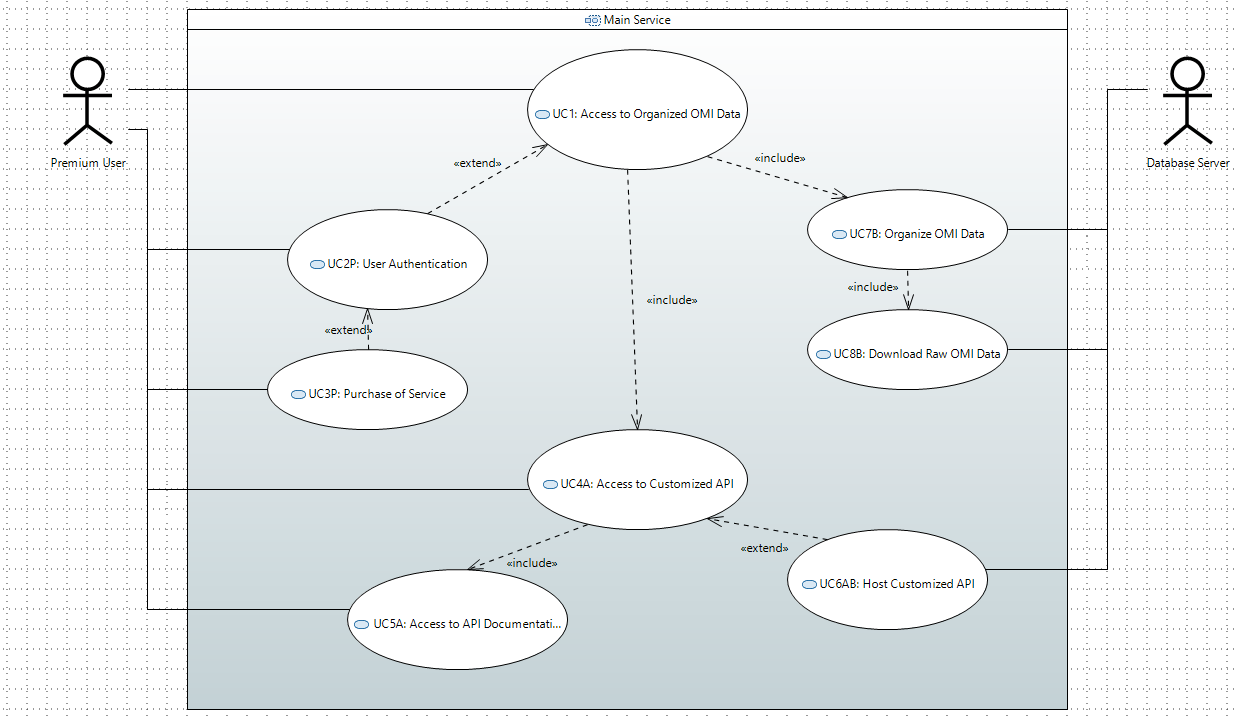 Main Service
UC1: Access to Organized OMI Data
Premium User
«extend»
«include»
Database Server
UC7B: Organize OMI Data
UC2P: User Authentication
«include»
«include»
«extend»
UC8B: Download Raw OMI Data
UC3P: Purchase of Service
UC4A: Access to Customized API
«extend»
«include»
UC6AB: Host Customized API
UC5A: Access to API Documentati...